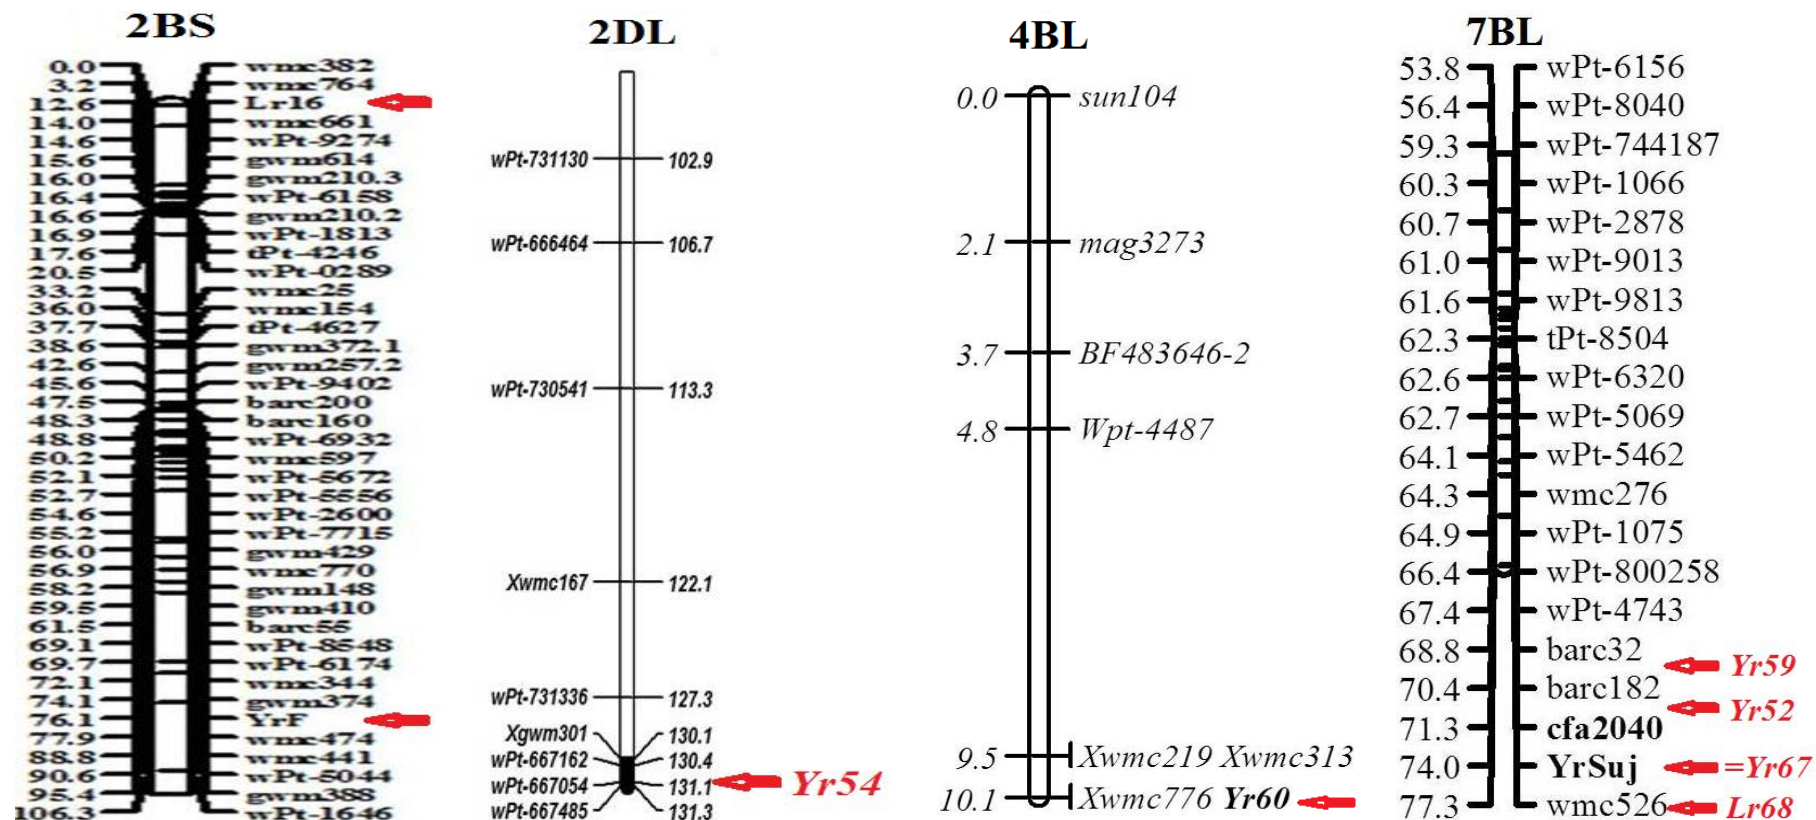 2BS
0.0 wmc382
3.2 wmc764
12.6 Lr16
14.0 wmc661
14.6 wPt-9274
15.6 gwm614
16.0 gwm210.3
16.4 wPt-6158
16.6 gwm210.2
16.9 wPt-1813
17.6 tPt-4246
20.5 wPt-0289
33.2 wmc25
36.0 wmc154
37.7 tPt-4627
38.6 gwm372.1
42.6 gwm257.2
45.6 wPt-9402
47.5 barc200
48.3 barc160
48.8 wPt-6932
50.2 wmc597
52.1 wPt-5672
52.7 wPt-5556
54.6 wPt-2600
55.2 wPt-7715
56.0 gwm429
56.9 wmc770
58.2 gwm148
59.5 gwm410
61.5 barc55
69.1 wPt-8548
69.7 wPt-6174
72.1 wmc344
74.1 gwm374
76.1 YrF
77.9 wmc474
88.8 wmc441
90.6 wPt-5044
95.4 gwm388
106.3 wPt-1646
2DL
wPt-731130 102.9
wPt-666464 106.7
wPt-730541 113.3
Xwmc167 122.1
wPt-731336 127.3
Xgwm301 130.1
wPt-667162 130.4
wPt-667054 131.1 Yr54
wPt-667485 131.3
4BL
0.0 sun104
2.1 mag3273
3.7 BF483646-2
4.8 Wpt-4487
9.5 Xwmc219 Xwmc313
10.1 Xwmc776 Yr60
7BL
53.8 wPt-6156
56.4 wPt-8040
59.3 wPt-744187
60.3 wPt-1066
60.7 wPt-2878
61.0 wPt-9013
61.6 wPt-9813
62.3 tPt-8504
62.6 wPt-6320
62.7 wPt-5069
64.1 wPt-5462
64.3 wmc276
64.9 wPt-1075
66.4 wPt-800258
67.4 wPt-4743
68.8 barc32
Yr59
70.4 barc182
Yr52
71.3 cfa2040
74.0 YrSuj =Yr67
77.3 wmc526 Lr68